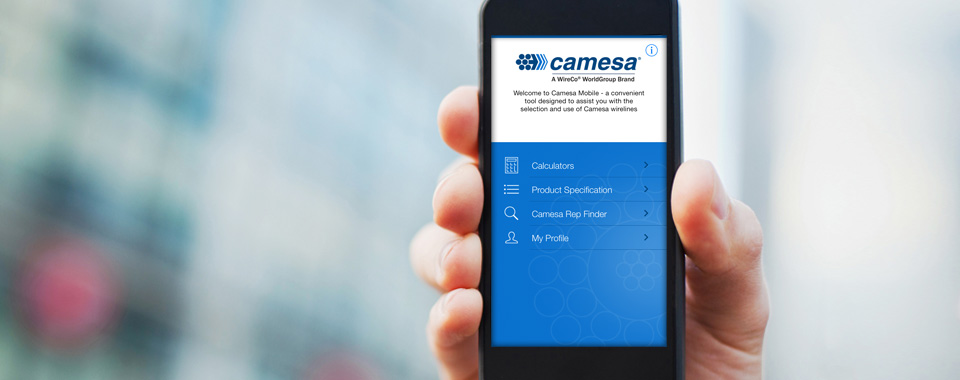 camesa®
A WireCo® WorldGroup Brand
Welcome to Camesa Mobile - a convenient
tool designed to assist you with the
selection and use of Camesa wirelines
Calculators
Product Specification
Camesa Rep Finder
My Profile